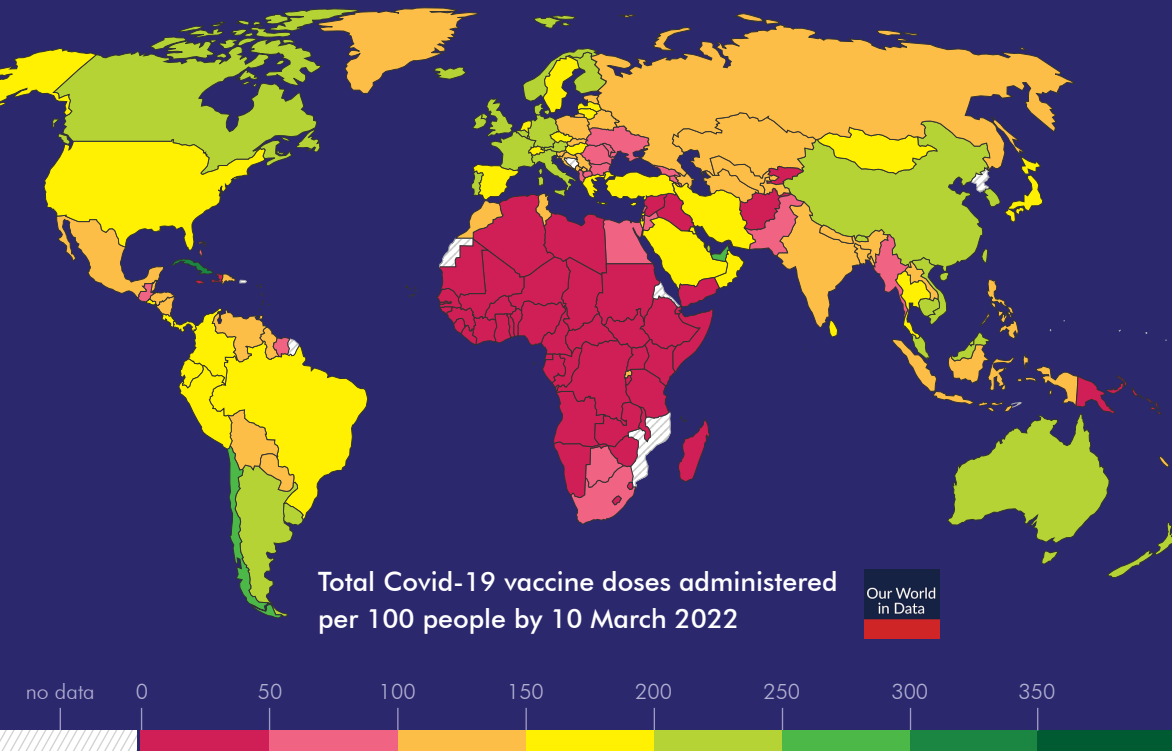 Total Covid-19 vaccine doses administered
per 100 people by 10 March 2022
Our World
in Data
no data 0 50 100 150 200 250 300 350